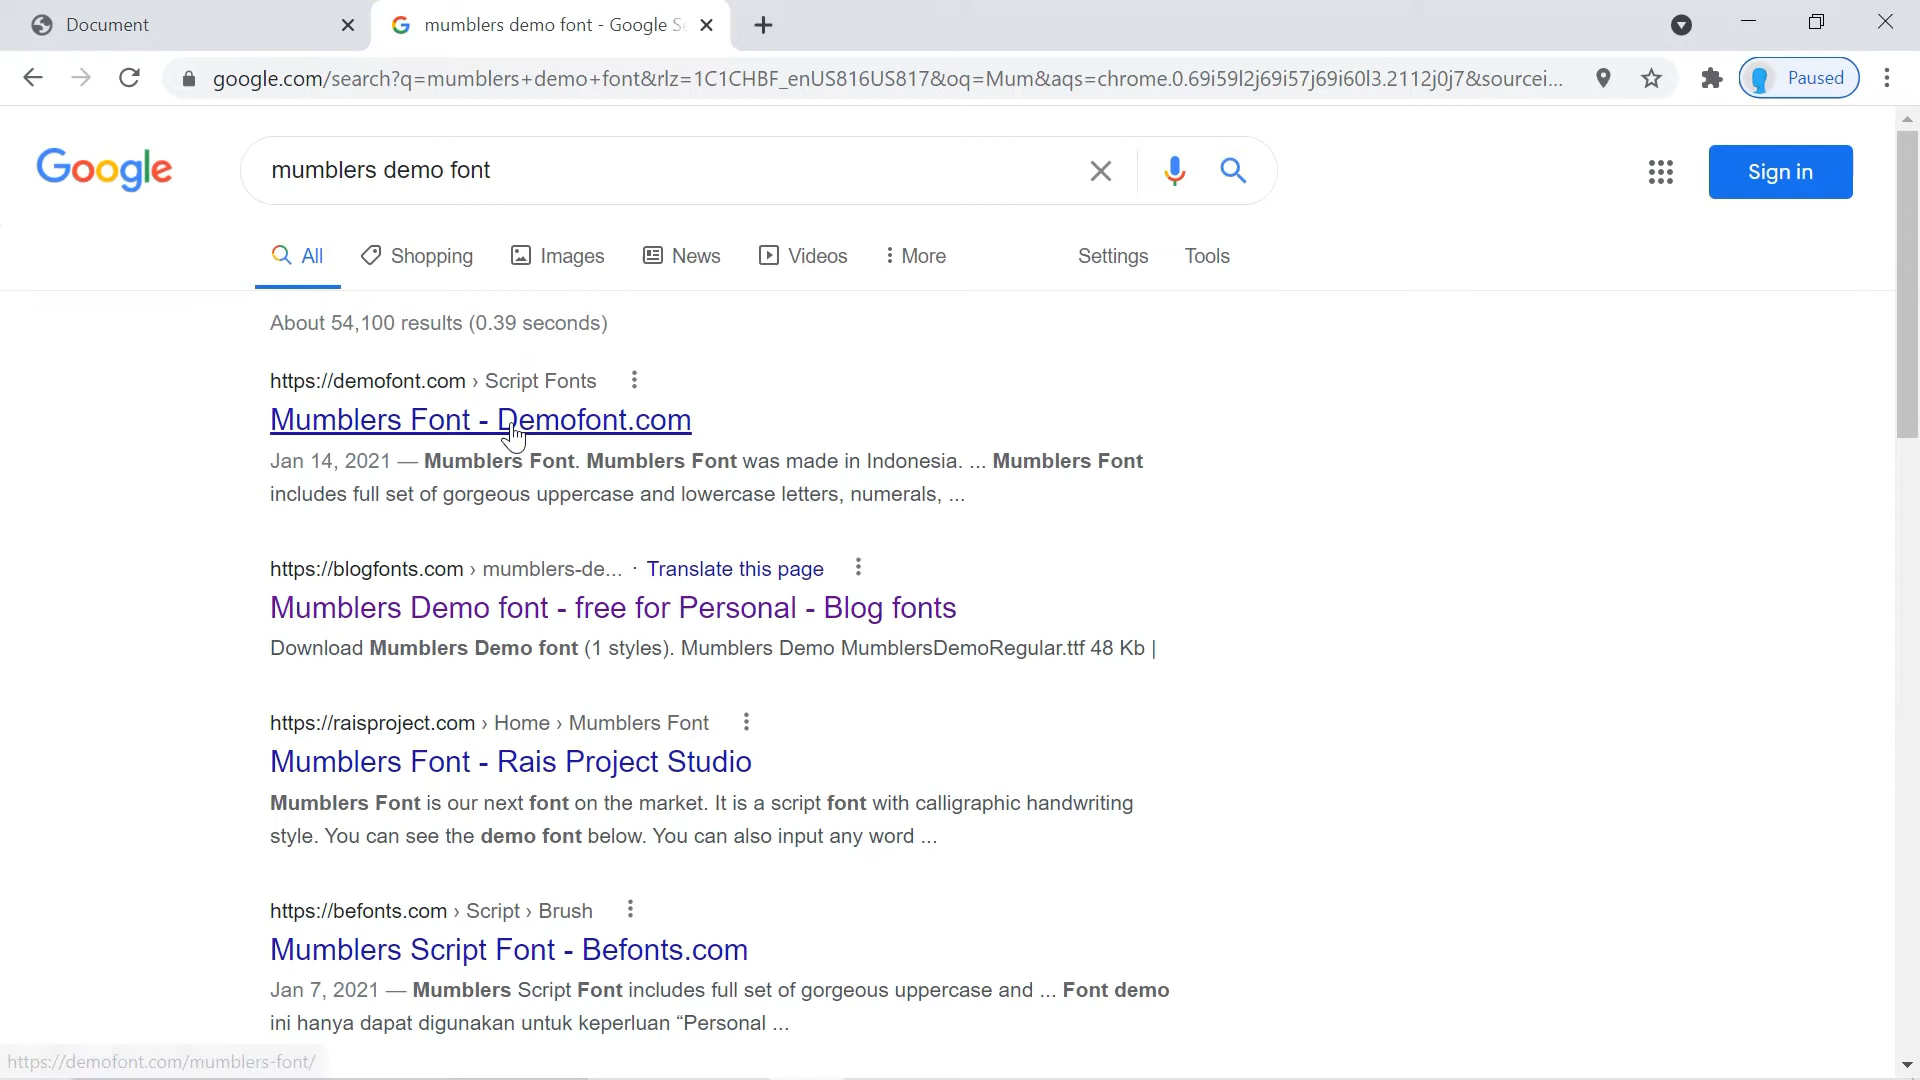 Document
mumblers demo font - Google S
google.com/search?q=mumblers+demo+font&rlz=1C1CHBF_enUS816US817&oq=Mum&aqs=chrome.0.69i59l2j69i57j69i60l3.2112j0j7&sourcei...
Paused
Google
mumblers demo font
Sign in
All
Shopping
Images
News
Videos
More
Settings
Tools
About 54,100 results (0.39 seconds)
https://demofont.com › Script Fonts
Mumblers Font - Demofont.com
Jan 14, 2021 — Mumblers Font. Mumblers Font was made in Indonesia. ... Mumblers Font
includes full set of gorgeous uppercase and lowercase letters, numerals, ...
https://blogfonts.com › mumblers-de... · Translate this page
Mumblers Demo font - free for Personal - Blog fonts
Download Mumblers Demo font (1 styles). Mumblers Demo MumblersDemoRegular.ttf 48 Kb |
https://raisproject.com › Home › Mumblers Font
Mumblers Font - Rais Project Studio
Mumblers Font is our next font on the market. It is a script font with calligraphic handwriting
style. You can see the demo font below. You can also input any word ...
https://befonts.com › Script › Brush
Mumblers Script Font - Befonts.com
Jan 7, 2021 — Mumblers Script Font includes full set of gorgeous uppercase and ... Font demo
ini hanya dapat digunakan untuk keperluan “Personal ...
https://demofont.com/mumblers-font/